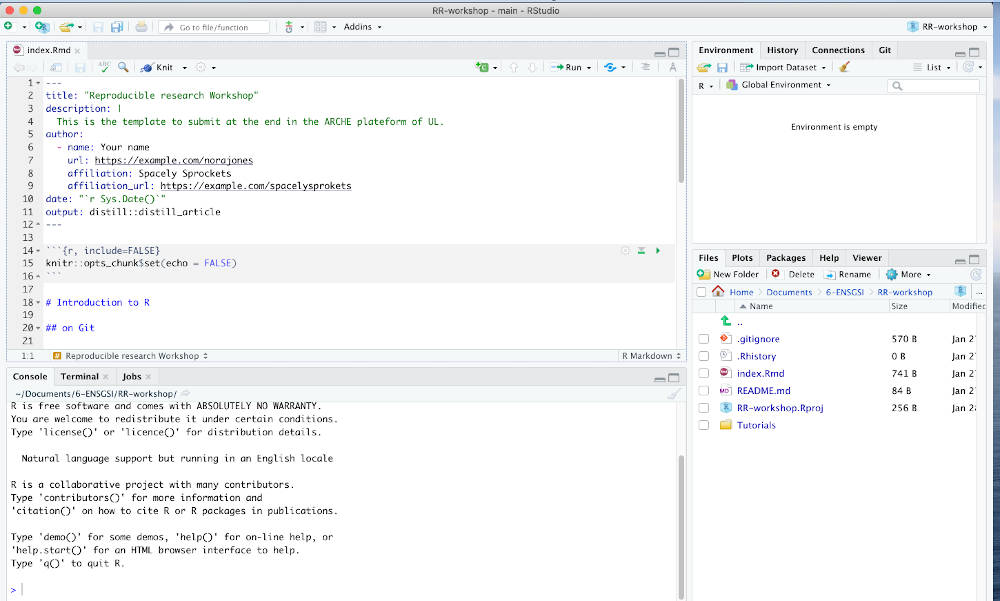 RR-workshop - main - RStudio
Go to file/function
Addins
RR-workshop
index.Rmd
ABC
Knit
Run
1 ---
2 title: "Reproducible research Workshop"
3 description: |
4 This is the template to submit at the end in the ARCHE plateform of UL.
5 author:
6 - name: Your name
7 url: https://example.com/norajones
8 affiliation: Spacely Sprockets
9 affiliation_url: https://example.com/spacelysprokets
10 date: "`r Sys.Date()`"
11 output: distill::distill_article
12 ---
13
14 ```{r, include=FALSE}
15 knitr::opts_chunk$set(echo = FALSE)
16 ```
17
18 # Introduction to R
19
20 ## on Git
21
1:1 Reproducible research Workshop R Markdown
Console Terminal Jobs
~/Documents/6-ENSGSI/RR-workshop/
R is free software and comes with ABSOLUTELY NO WARRANTY.
You are welcome to redistribute it under certain conditions.
Type 'license()' or 'licence()' for distribution details.
Natural language support but running in an English locale
R is a collaborative project with many contributors.
Type 'contributors()' for more information and
'citation()' on how to cite R or R packages in publications.
Type 'demo()' for some demos, 'help()' for on-line help, or
'help.start()' for an HTML browser interface to help.
Type 'q()' to quit R.
>
Environment History Connections Git
Import Dataset List
R Global Environment
Environment is empty
Files Plots Packages Help Viewer
New Folder Delete Rename More
Home Documents 6-ENSGSI RR-workshop ...
Name Size Modified
..
.gitignore 570 B Jan 27
.Rhistory 0 B Jan 27
index.Rmd 741 B Jan 27
README.md 84 B Jan 27
RR-workshop.Rproj 256 B Jan 28
Tutorials